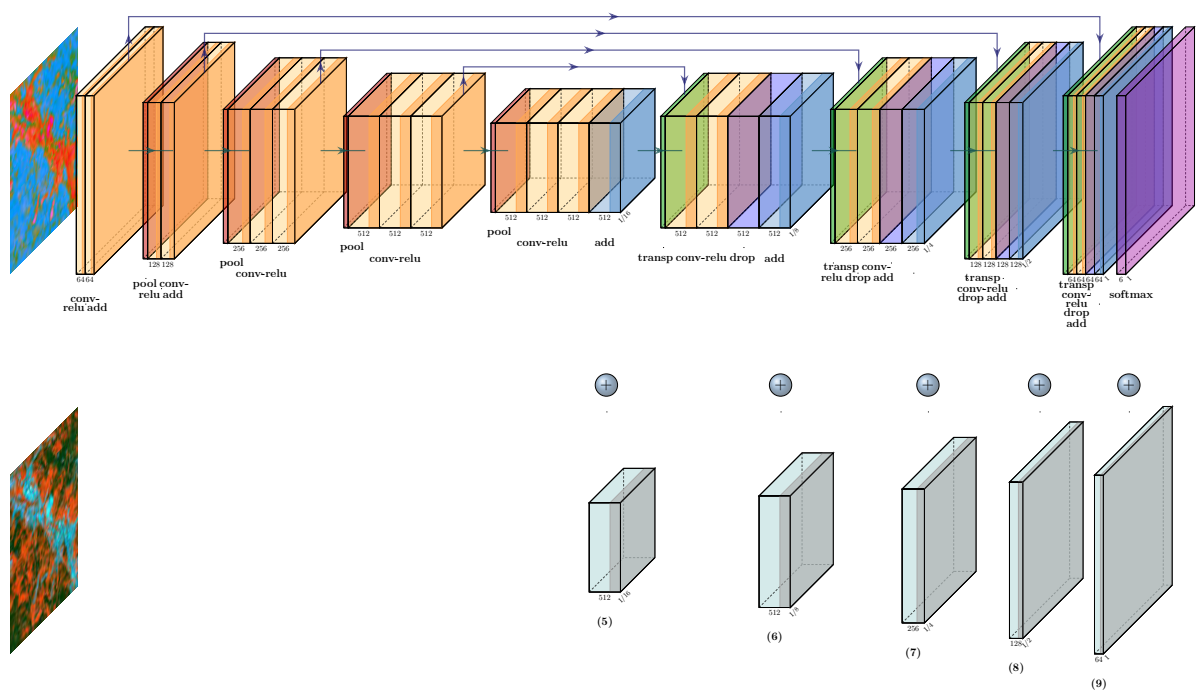 6464
conv-
relu add
128 128
pool conv-
relu add
256 256 256
pool
conv-relu
512 512 512
pool
conv-relu
512 512 512 512 1/16
pool
conv-relu add
512 512 512 512 1/8
transp conv-relu drop add
256 256 256 256 1/4
transp conv-
relu drop add
128 128 128 128 1/2
transp
conv-relu
drop add
64 64 64 64 1
transp
conv-
relu
drop
add
6 1
softmax
+ + + + +
512 1/16
(5)
512 1/8
(6)
256 1/4
(7)
128 1/2
(8)
64 1
(9)